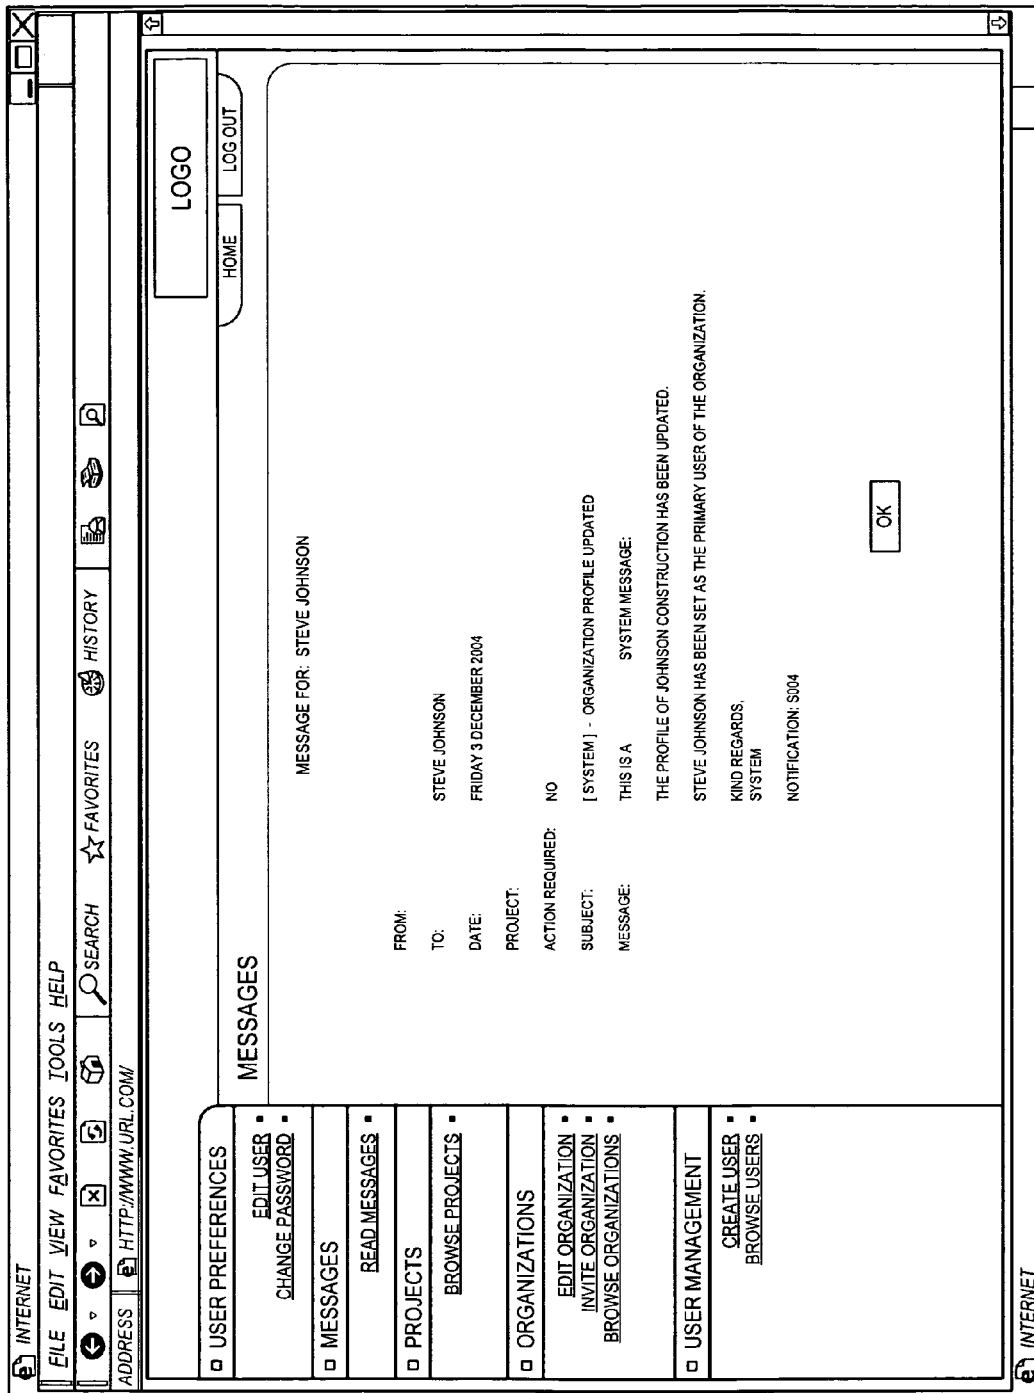 INTERNET
FILE EDIT VIEW FAVORITES TOOLS HELP
SEARCH FAVORITES HISTORY
ADDRESS HTTP://WWW.URL.COM/
LOGO
HOME LOG OUT
USER PREFERENCES
EDIT USER
CHANGE PASSWORD
MESSAGES
READ MESSAGES
PROJECTS
BROWSE PROJECTS
ORGANIZATIONS
EDIT ORGANIZATION
INVITE ORGANIZATION
BROWSE ORGANIZATIONS
USER MANAGEMENT
CREATE USER
BROWSE USERS
MESSAGES
MESSAGE FOR: STEVE JOHNSON
FROM:
TO: STEVE JOHNSON
DATE: FRIDAY 3 DECEMBER 2004
PROJECT:
ACTION REQUIRED: NO
SUBJECT: [ SYSTEM ] - ORGANIZATION PROFILE UPDATED
MESSAGE: THIS IS A SYSTEM MESSAGE:
THE PROFILE OF JOHNSON CONSTRUCTION HAS BEEN UPDATED.
STEVE JOHNSON HAS BEEN SET AS THE PRIMARY USER OF THE ORGANIZATION.
KIND REGARDS,
SYSTEM
NOTIFICATION: S004
OK
INTERNET